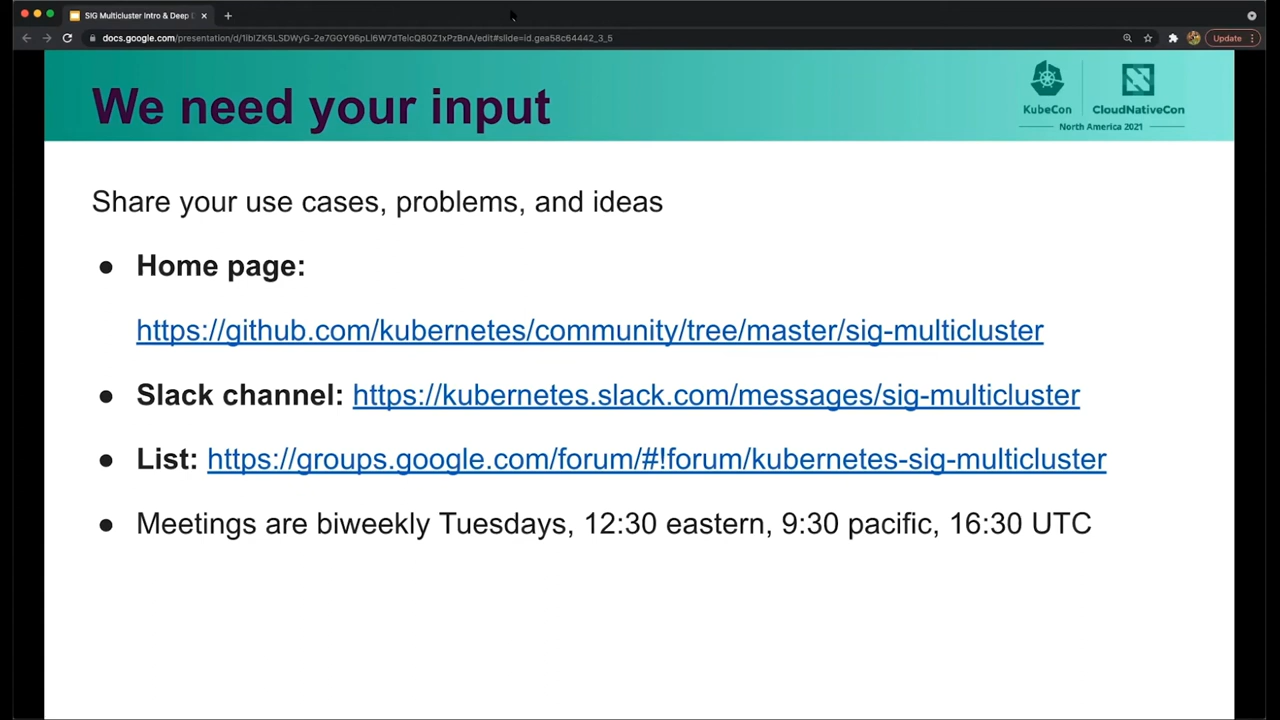 SIG Multicluster Intro & Deep
docs.google.com/presentation/d/
Update
We need your input
KubeCon
CloudNativeCon
North America 2021
Share your use cases, problems, and ideas
● Home page:
https://github.com/kubernetes/community/tree/master/sig-multicluster
● Slack channel: https://kubernetes.slack.com/messages/sig-multicluster
● List: https://groups.google.com/forum/#!forum/kubernetes-sig-multicluster
● Meetings are biweekly Tuesdays, 12:30 eastern, 9:30 pacific, 16:30 UTC